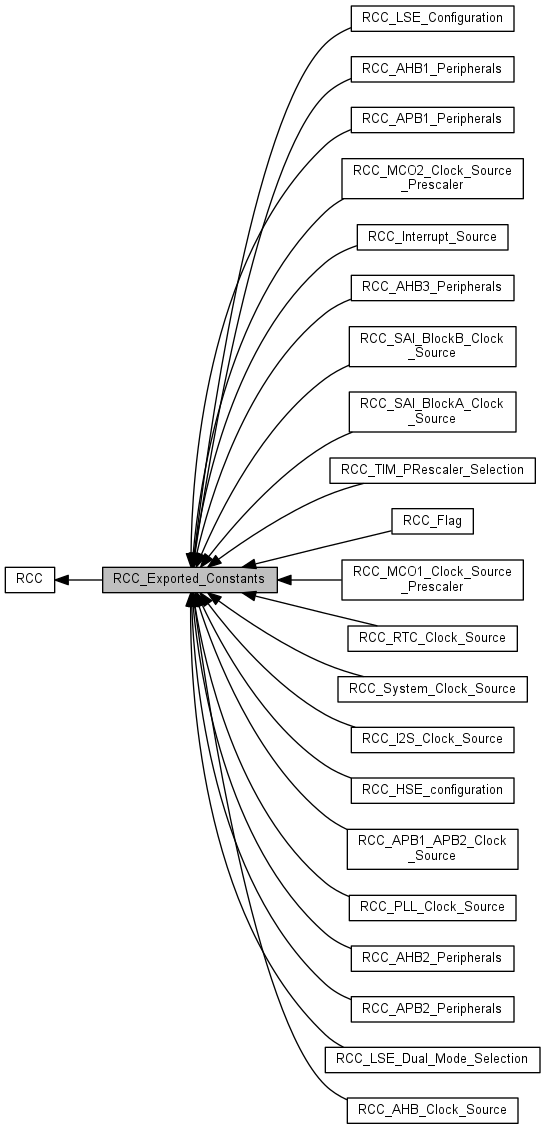 RCC_LSE_Configuration
RCC_AHB1_Peripherals
RCC_APB1_Peripherals
RCC_MCO2_Clock_Source
_Prescaler
RCC_Interrupt_Source
RCC_AHB3_Peripherals
RCC_SAI_BlockB_Clock
_Source
RCC_SAI_BlockA_Clock
_Source
RCC_TIM_PRescaler_Selection
RCC_Flag
RCC
RCC_Exported_Constants
RCC_MCO1_Clock_Source
_Prescaler
RCC_RTC_Clock_Source
RCC_System_Clock_Source
RCC_I2S_Clock_Source
RCC_HSE_configuration
RCC_APB1_APB2_Clock
_Source
RCC_PLL_Clock_Source
RCC_AHB2_Peripherals
RCC_APB2_Peripherals
RCC_LSE_Dual_Mode_Selection
RCC_AHB_Clock_Source